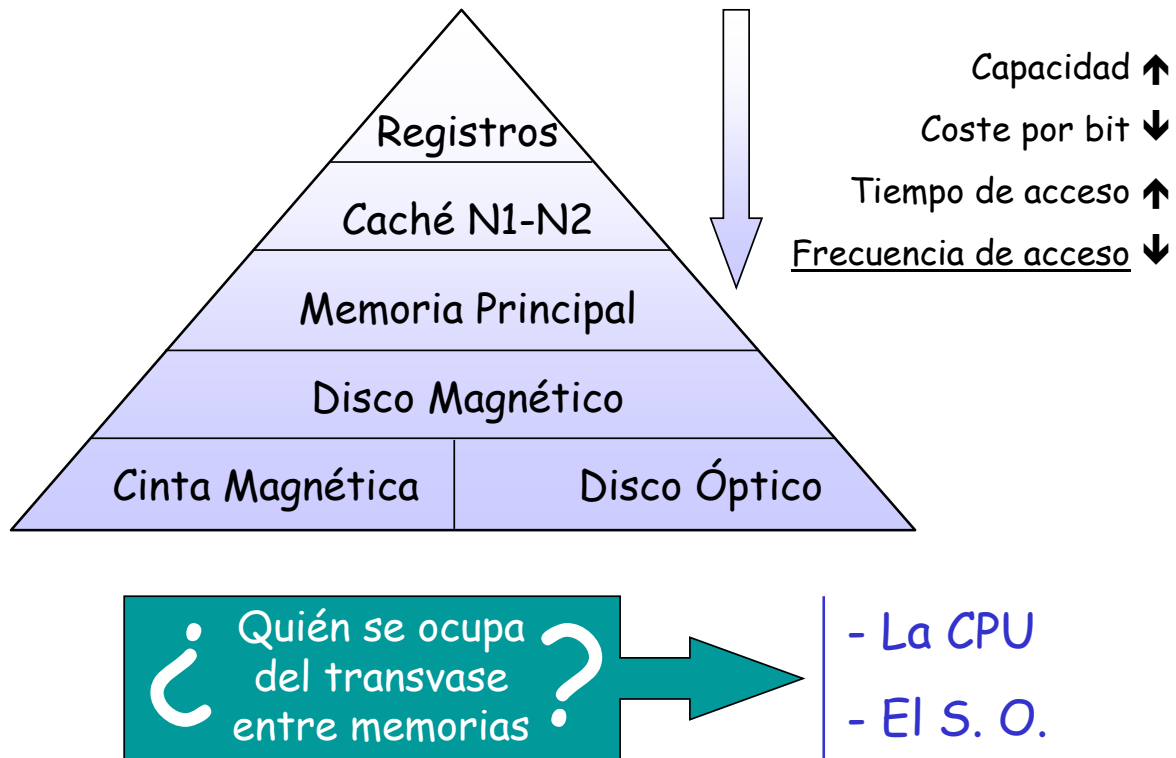 Registros
Caché N1-N2
Memoria Principal
Disco Magnético
Cinta Magnética
Disco Óptico
Capacidad ↑
Coste por bit ↓
Tiempo de acceso ↑
Frecuencia de acceso ↓
¿ Quién se ocupa
del transvase
entre memorias ?
- La CPU
- El S. O.